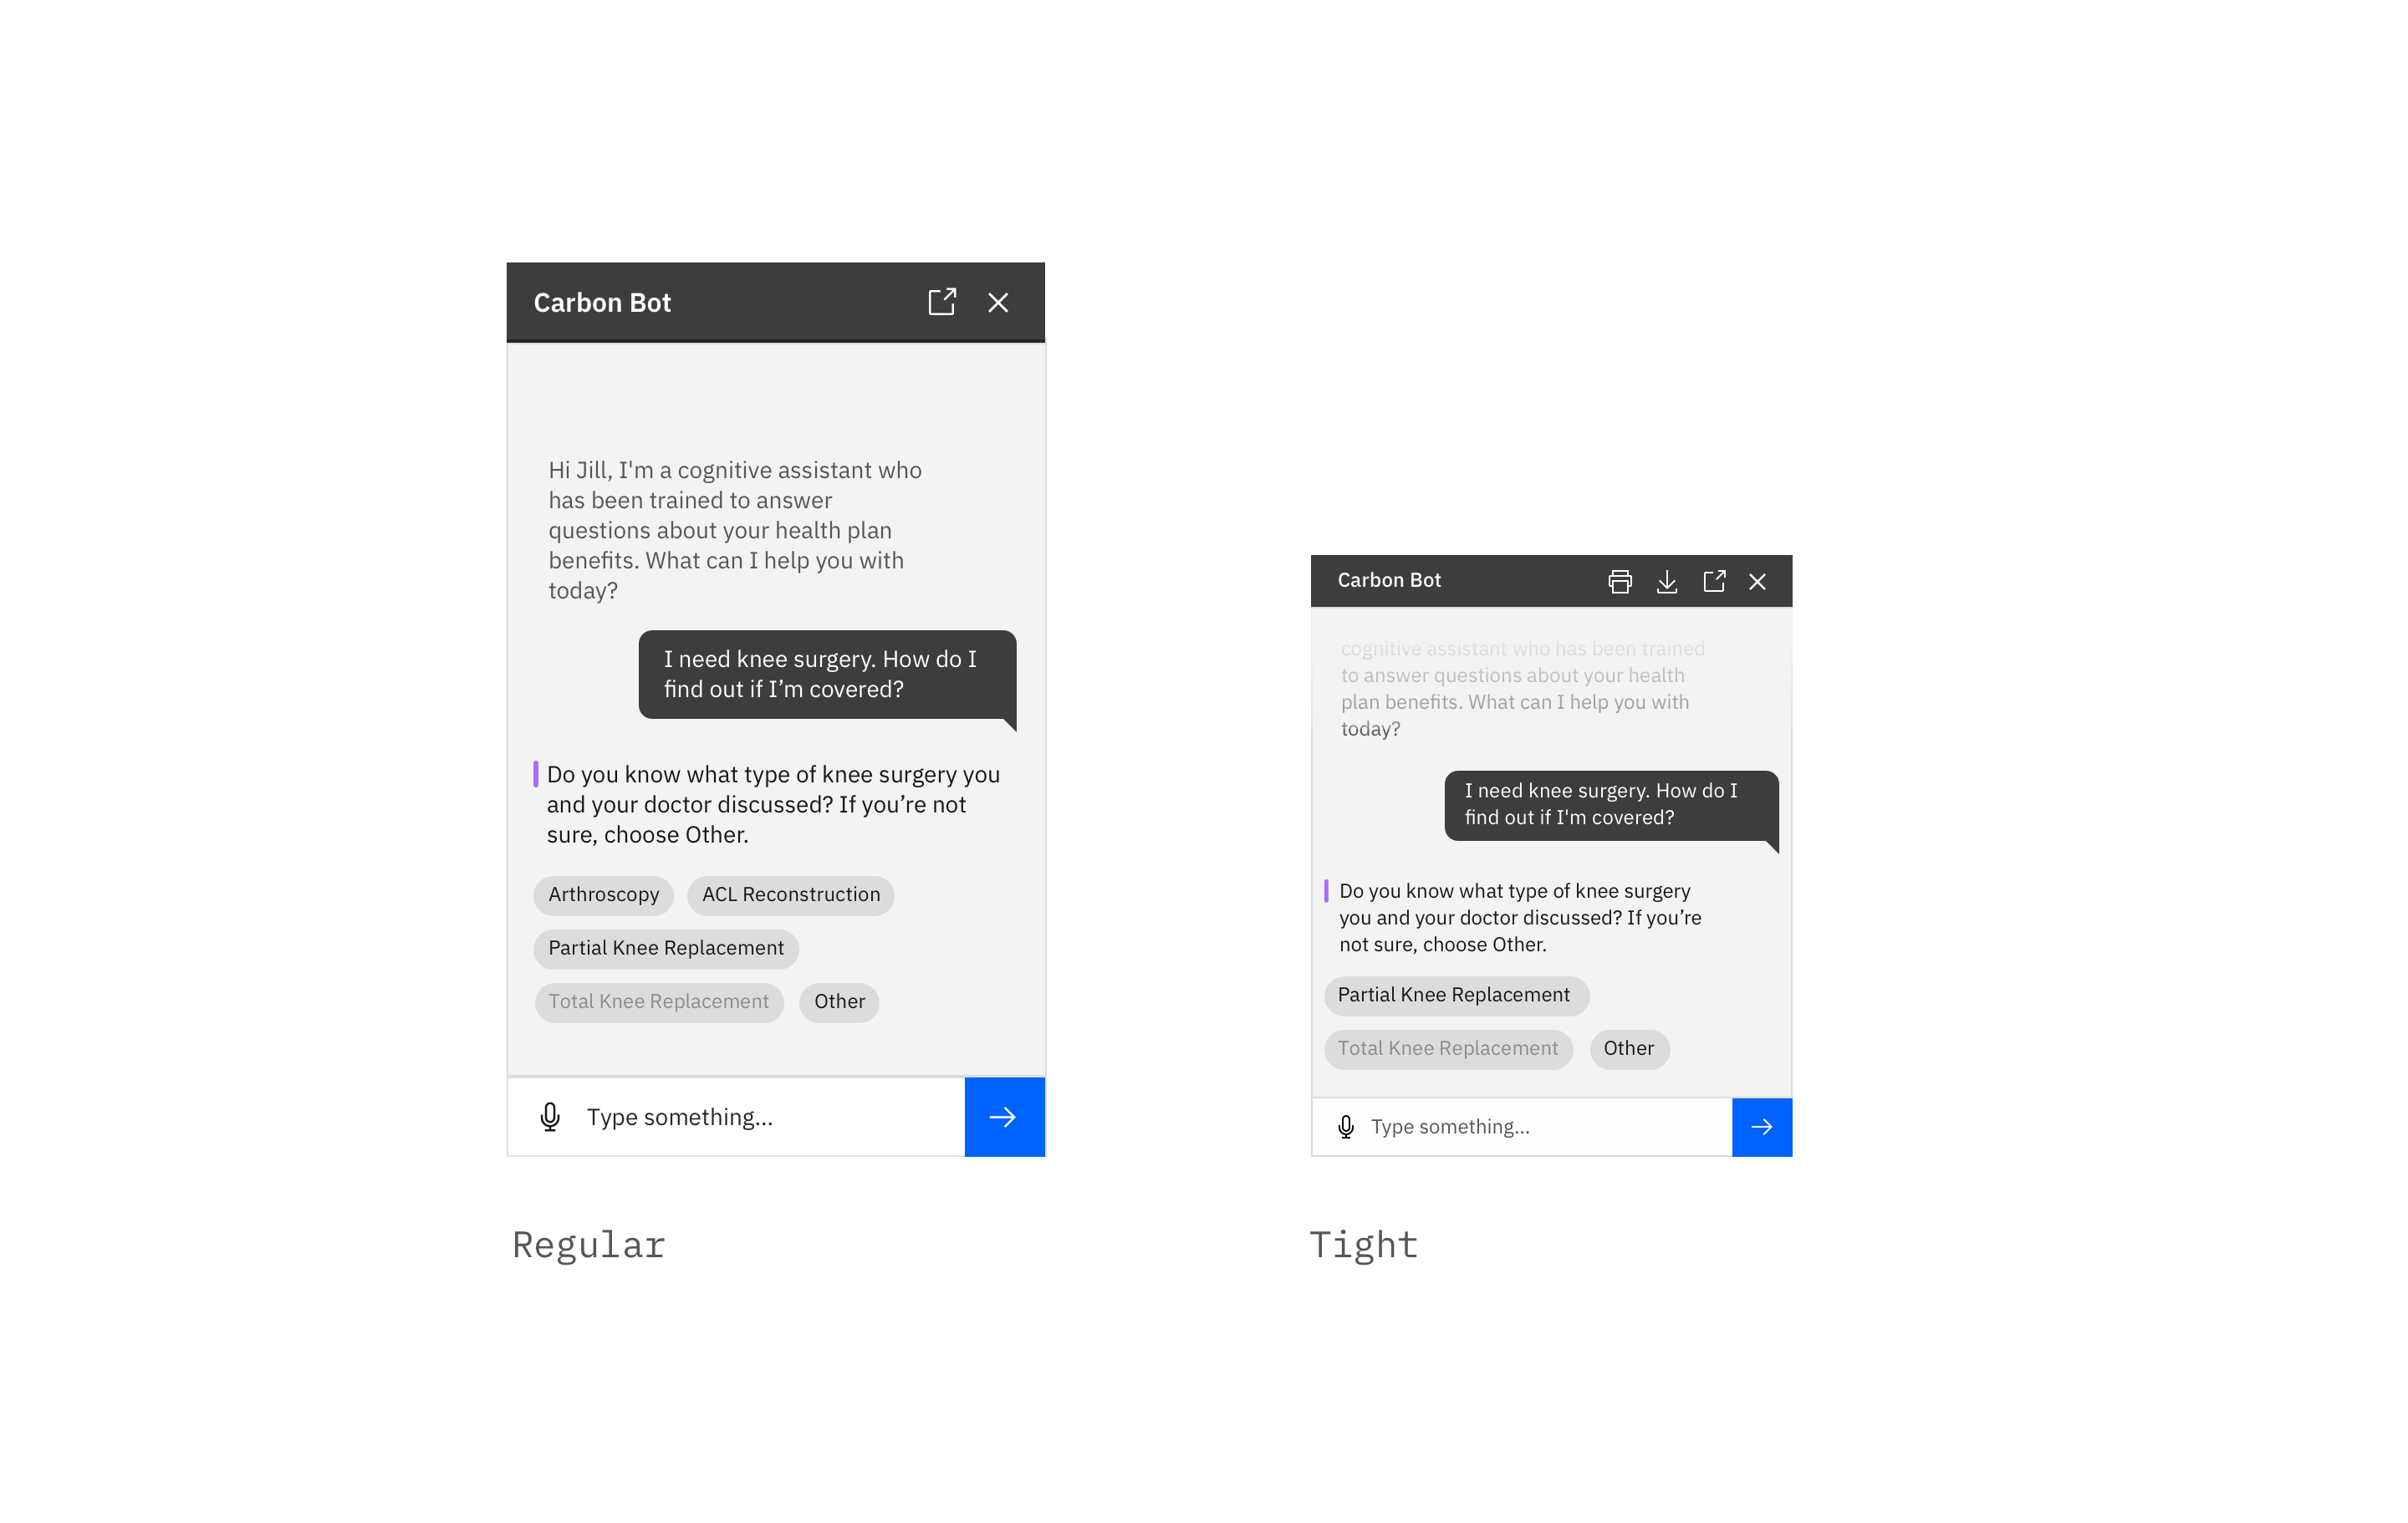 Carbon Bot
Hi Jill, I'm a cognitive assistant who
has been trained to answer
questions about your health plan
benefits. What can I help you with
today?
I need knee surgery. How do I
find out if I’m covered?
Do you know what type of knee surgery you
and your doctor discussed? If you’re not
sure, choose Other.
Arthroscopy ACL Reconstruction
Partial Knee Replacement
Total Knee Replacement Other
Type something...
Regular
Carbon Bot
cognitive assistant who has been trained
to answer questions about your health
plan benefits. What can I help you with
today?
I need knee surgery. How do I
find out if I'm covered?
Do you know what type of knee surgery
you and your doctor discussed? If you’re
not sure, choose Other.
Partial Knee Replacement
Total Knee Replacement Other
Type something...
Tight